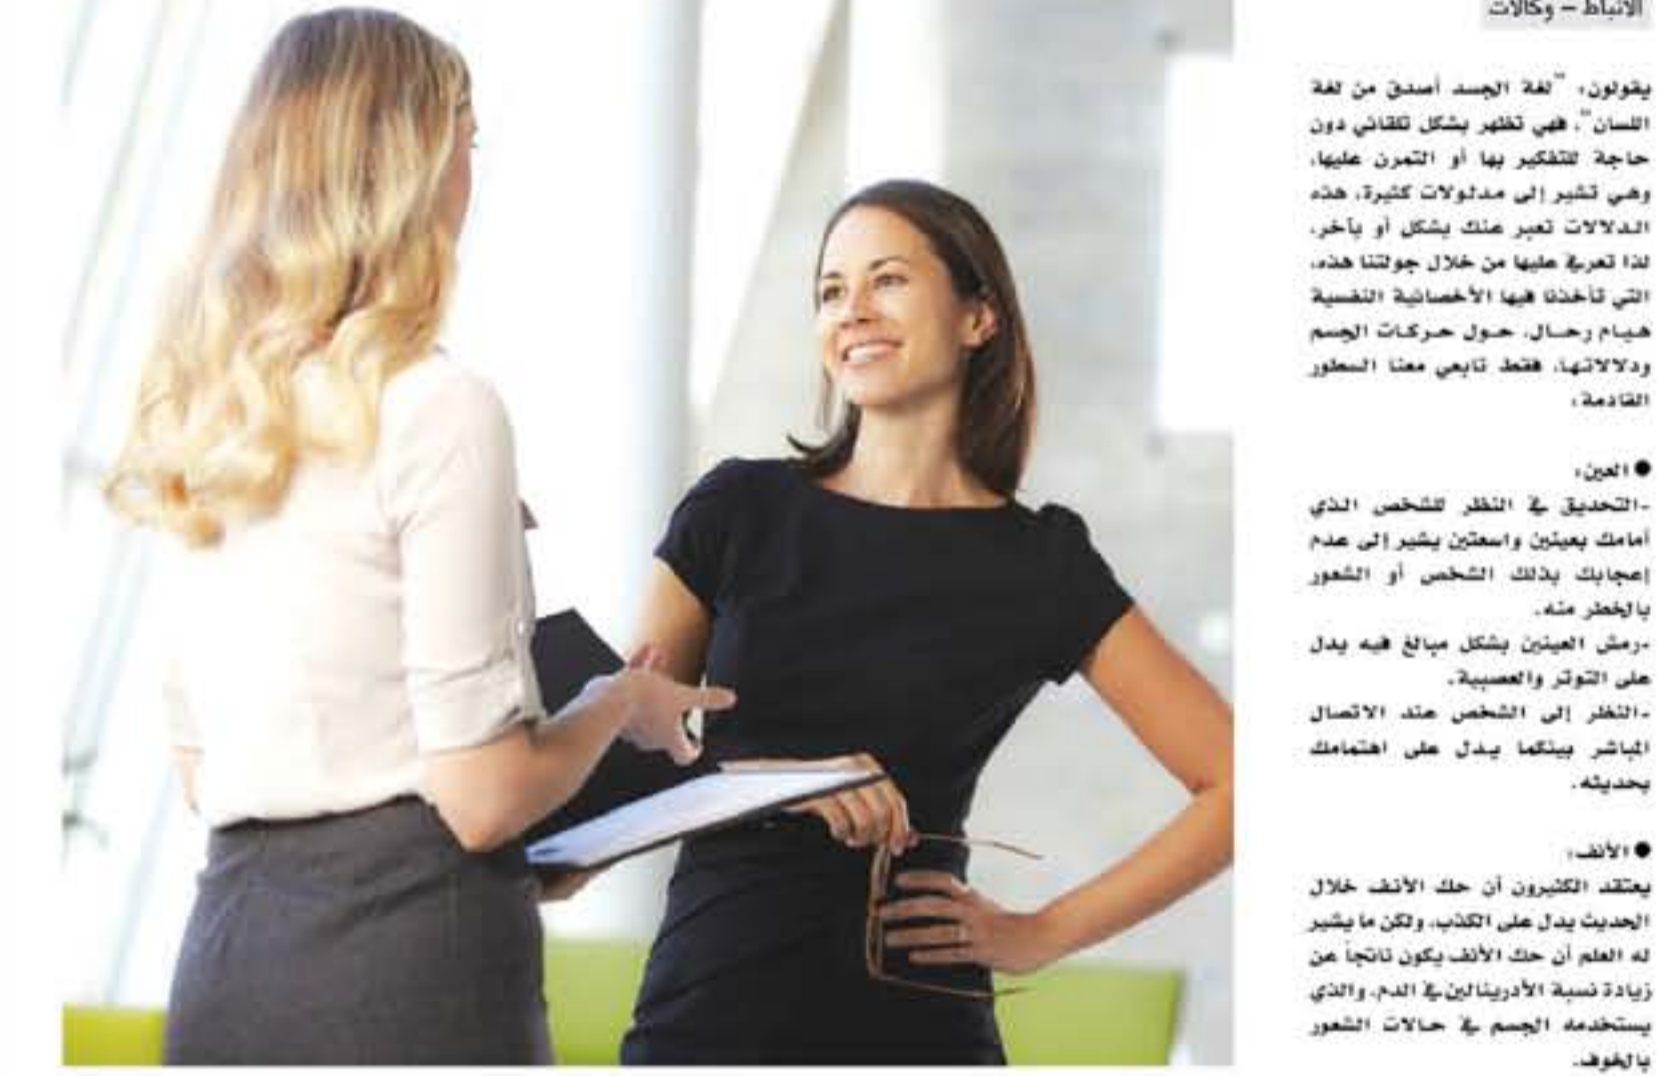 الأنباط – وكالات
يقولون: "لغة الجسد أصدق من لغة
اللسان"، فهي تظهر بشكل تلقائي دون
حاجة للتفكير بها أو التمرن عليها،
وهي تشير إلى مدلولات كثيرة، هذه
الدلالات تعبر عنك بشكل أو بآخر،
لذا تعرفي عليها من خلال جولتنا هذه،
التي تأخذنا فيها الأخصائية النفسية
هيام رحال، حول حركات الجسم
ودلالاتها، فقط تابعي معنا السطور
القادمة:
● العين:
-التحديق في النظر للشخص الذي
أمامك بعينين واسعتين يشير إلى عدم
إعجابك بذلك الشخص أو الشعور
بالخطر منه.
-رمش العينين بشكل مبالغ فيه يدل
على التوتر والعصبية.
-النظر إلى الشخص عند الاتصال
المباشر بينكما يدل على اهتمامك
بحديثه.
● الأنف:
يعتقد الكثيرون أن حك الأنف خلال
الحديث يدل على الكذب، ولكن ما يشير
له العلم أن حك الأنف يكون ناتجاً عن
زيادة نسبة الأدرينالين في الدم، والذي
يستخدمه الجسم في حالات الشعور
بالخوف.